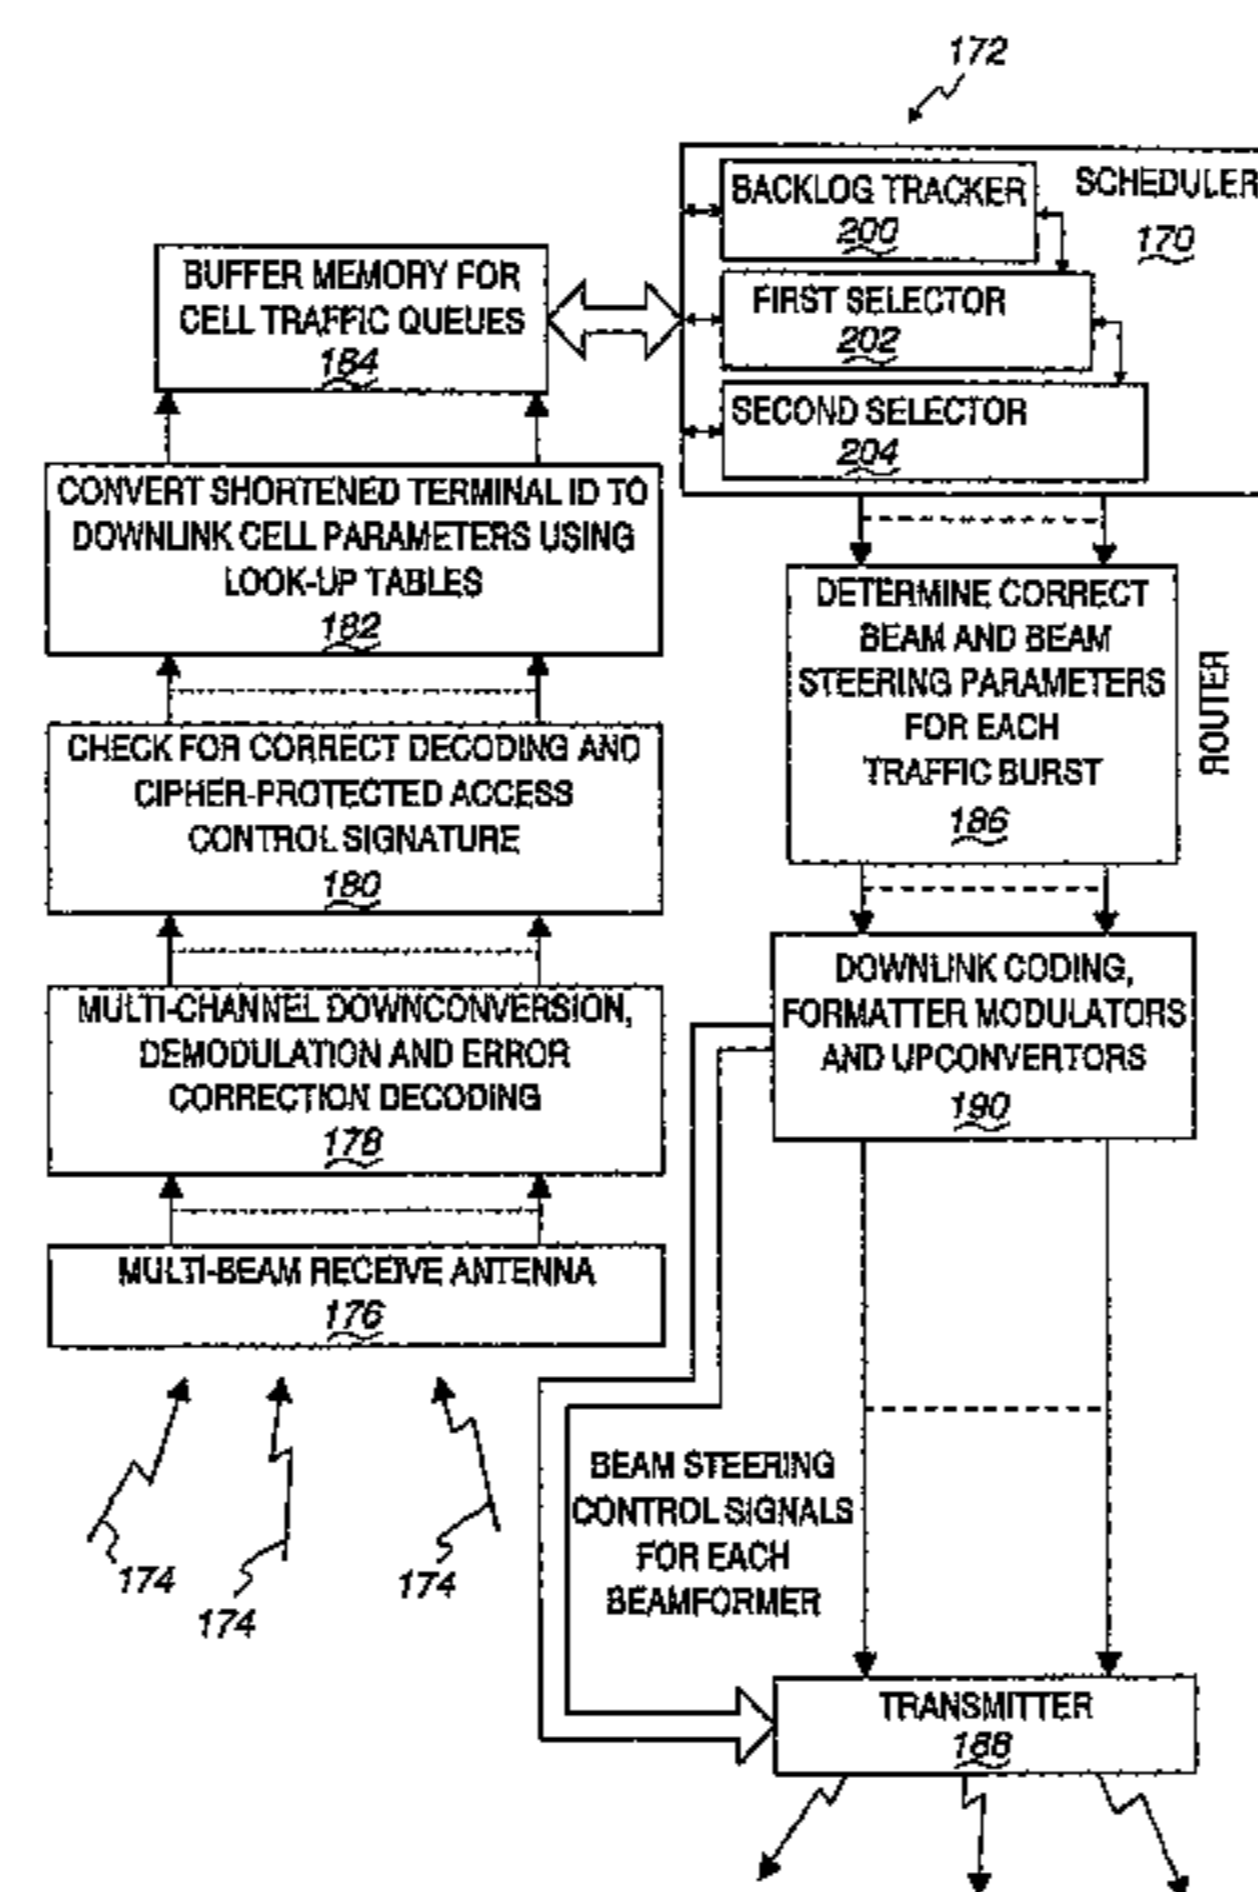 172
BACKLOG TRACKER
200
SCHEDULER
170
FIRST SELECTOR
202
SECOND SELECTOR
204
BUFFER MEMORY FOR
CELL TRAFFIC QUEUES
184
CONVERT SHORTENED TERMINAL ID TO
DOWNLINK CELL PARAMETERS USING
LOOK-UP TABLES
182
CHECK FOR CORRECT DECODING AND
CIPHER-PROTECTED ACCESS
CONTROL SIGNATURE
180
MULTI-CHANNEL DOWNCONVERSION,
DEMODULATION AND ERROR
CORRECTION DECODING
178
MULTI-BEAM RECEIVE ANTENNA
176
174
174
174
DETERMINE CORRECT
BEAM AND BEAM
STEERING PARAMETERS
FOR EACH
TRAFFIC BURST
186
ROUTER
DOWNLINK CODING,
FORMATTER MODULATORS
AND UPCONVERTORS
190
BEAM STEERING
CONTROL SIGNALS
FOR EACH
BEAMFORMER
TRANSMITTER
188